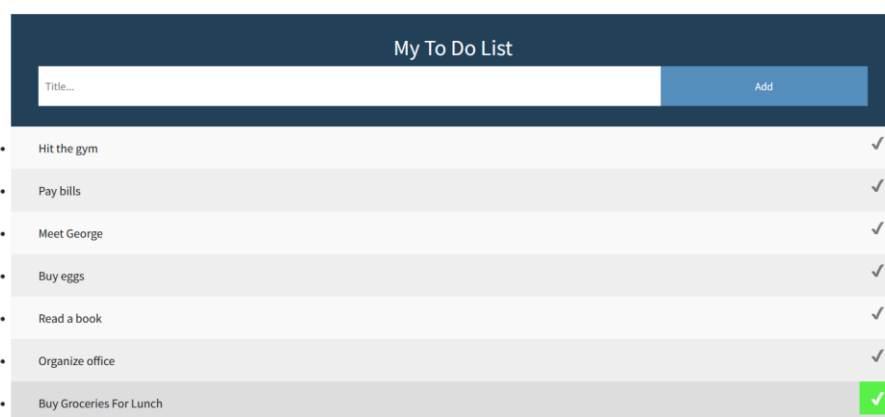 My To Do List
Title...
Add
Hit the gym
Pay bills
Meet George
Buy eggs
Read a book
Organize office
Buy Groceries For Lunch